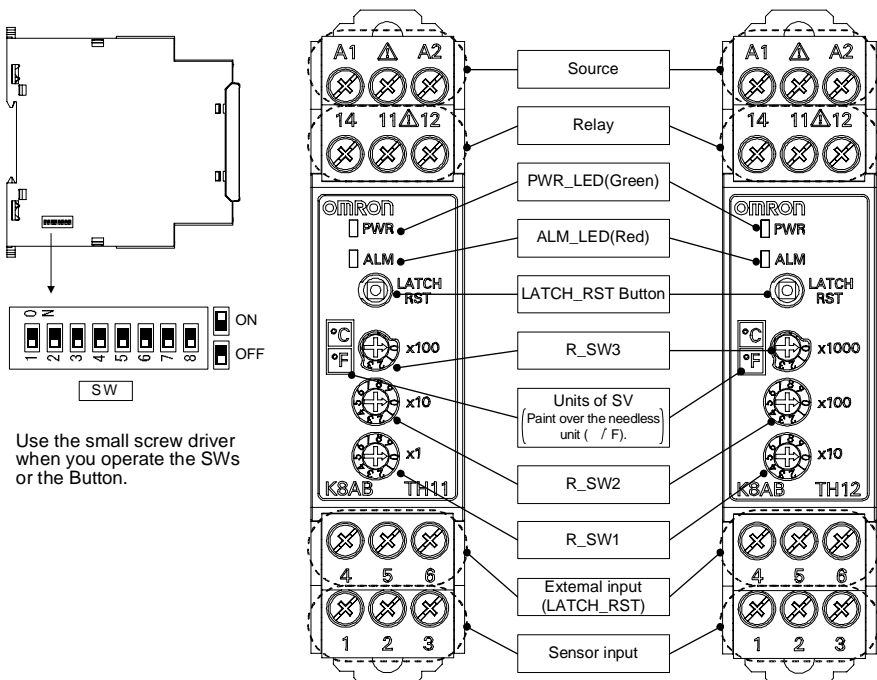 A1 ⚠ A2
14 11⚠12
OMRON
PWR
ALM
LATCH
RST
°C
°F
x100
x10
x1
K8AB TH11
4 5 6
1 2 3
Source
Relay
PWR_LED(Green)
ALM_LED(Red)
LATCH_RST Button
R_SW3
Units of SV
(Paint over the needless
unit ( / F).)
R_SW2
R_SW1
External input
(LATCH_RST)
Sensor input
A1 ⚠ A2
14 11⚠12
OMRON
PWR
ALM
LATCH
RST
°C
°F
x1000
x100
x10
K8AB TH12
4 5 6
1 2 3
ON
1 2 3 4 5 6 7 8
ON
OFF
SW
Use the small screw driver
when you operate the SWs
or the Button.